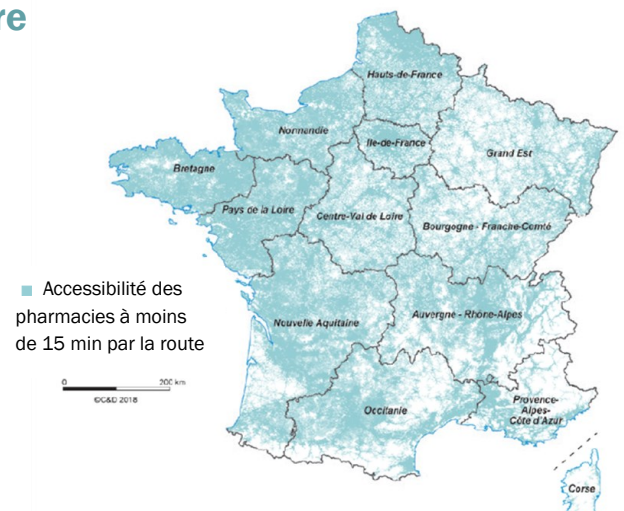 re
Hauts-de-France
Normandie
Ile-de-France
Grand Est
Bretagne
Pays de la Loire
Centre-Val de Loire
Bourgogne - Franche-Comté
Accessibilité des
pharmacies à moins
de 15 min par la route
Nouvelle Aquitaine
Auvergne - Rhône-Alpes
0 200 km
©C&D 2018
Occitanie
Provence-
Alpes-
Côte d'Azur
Corse